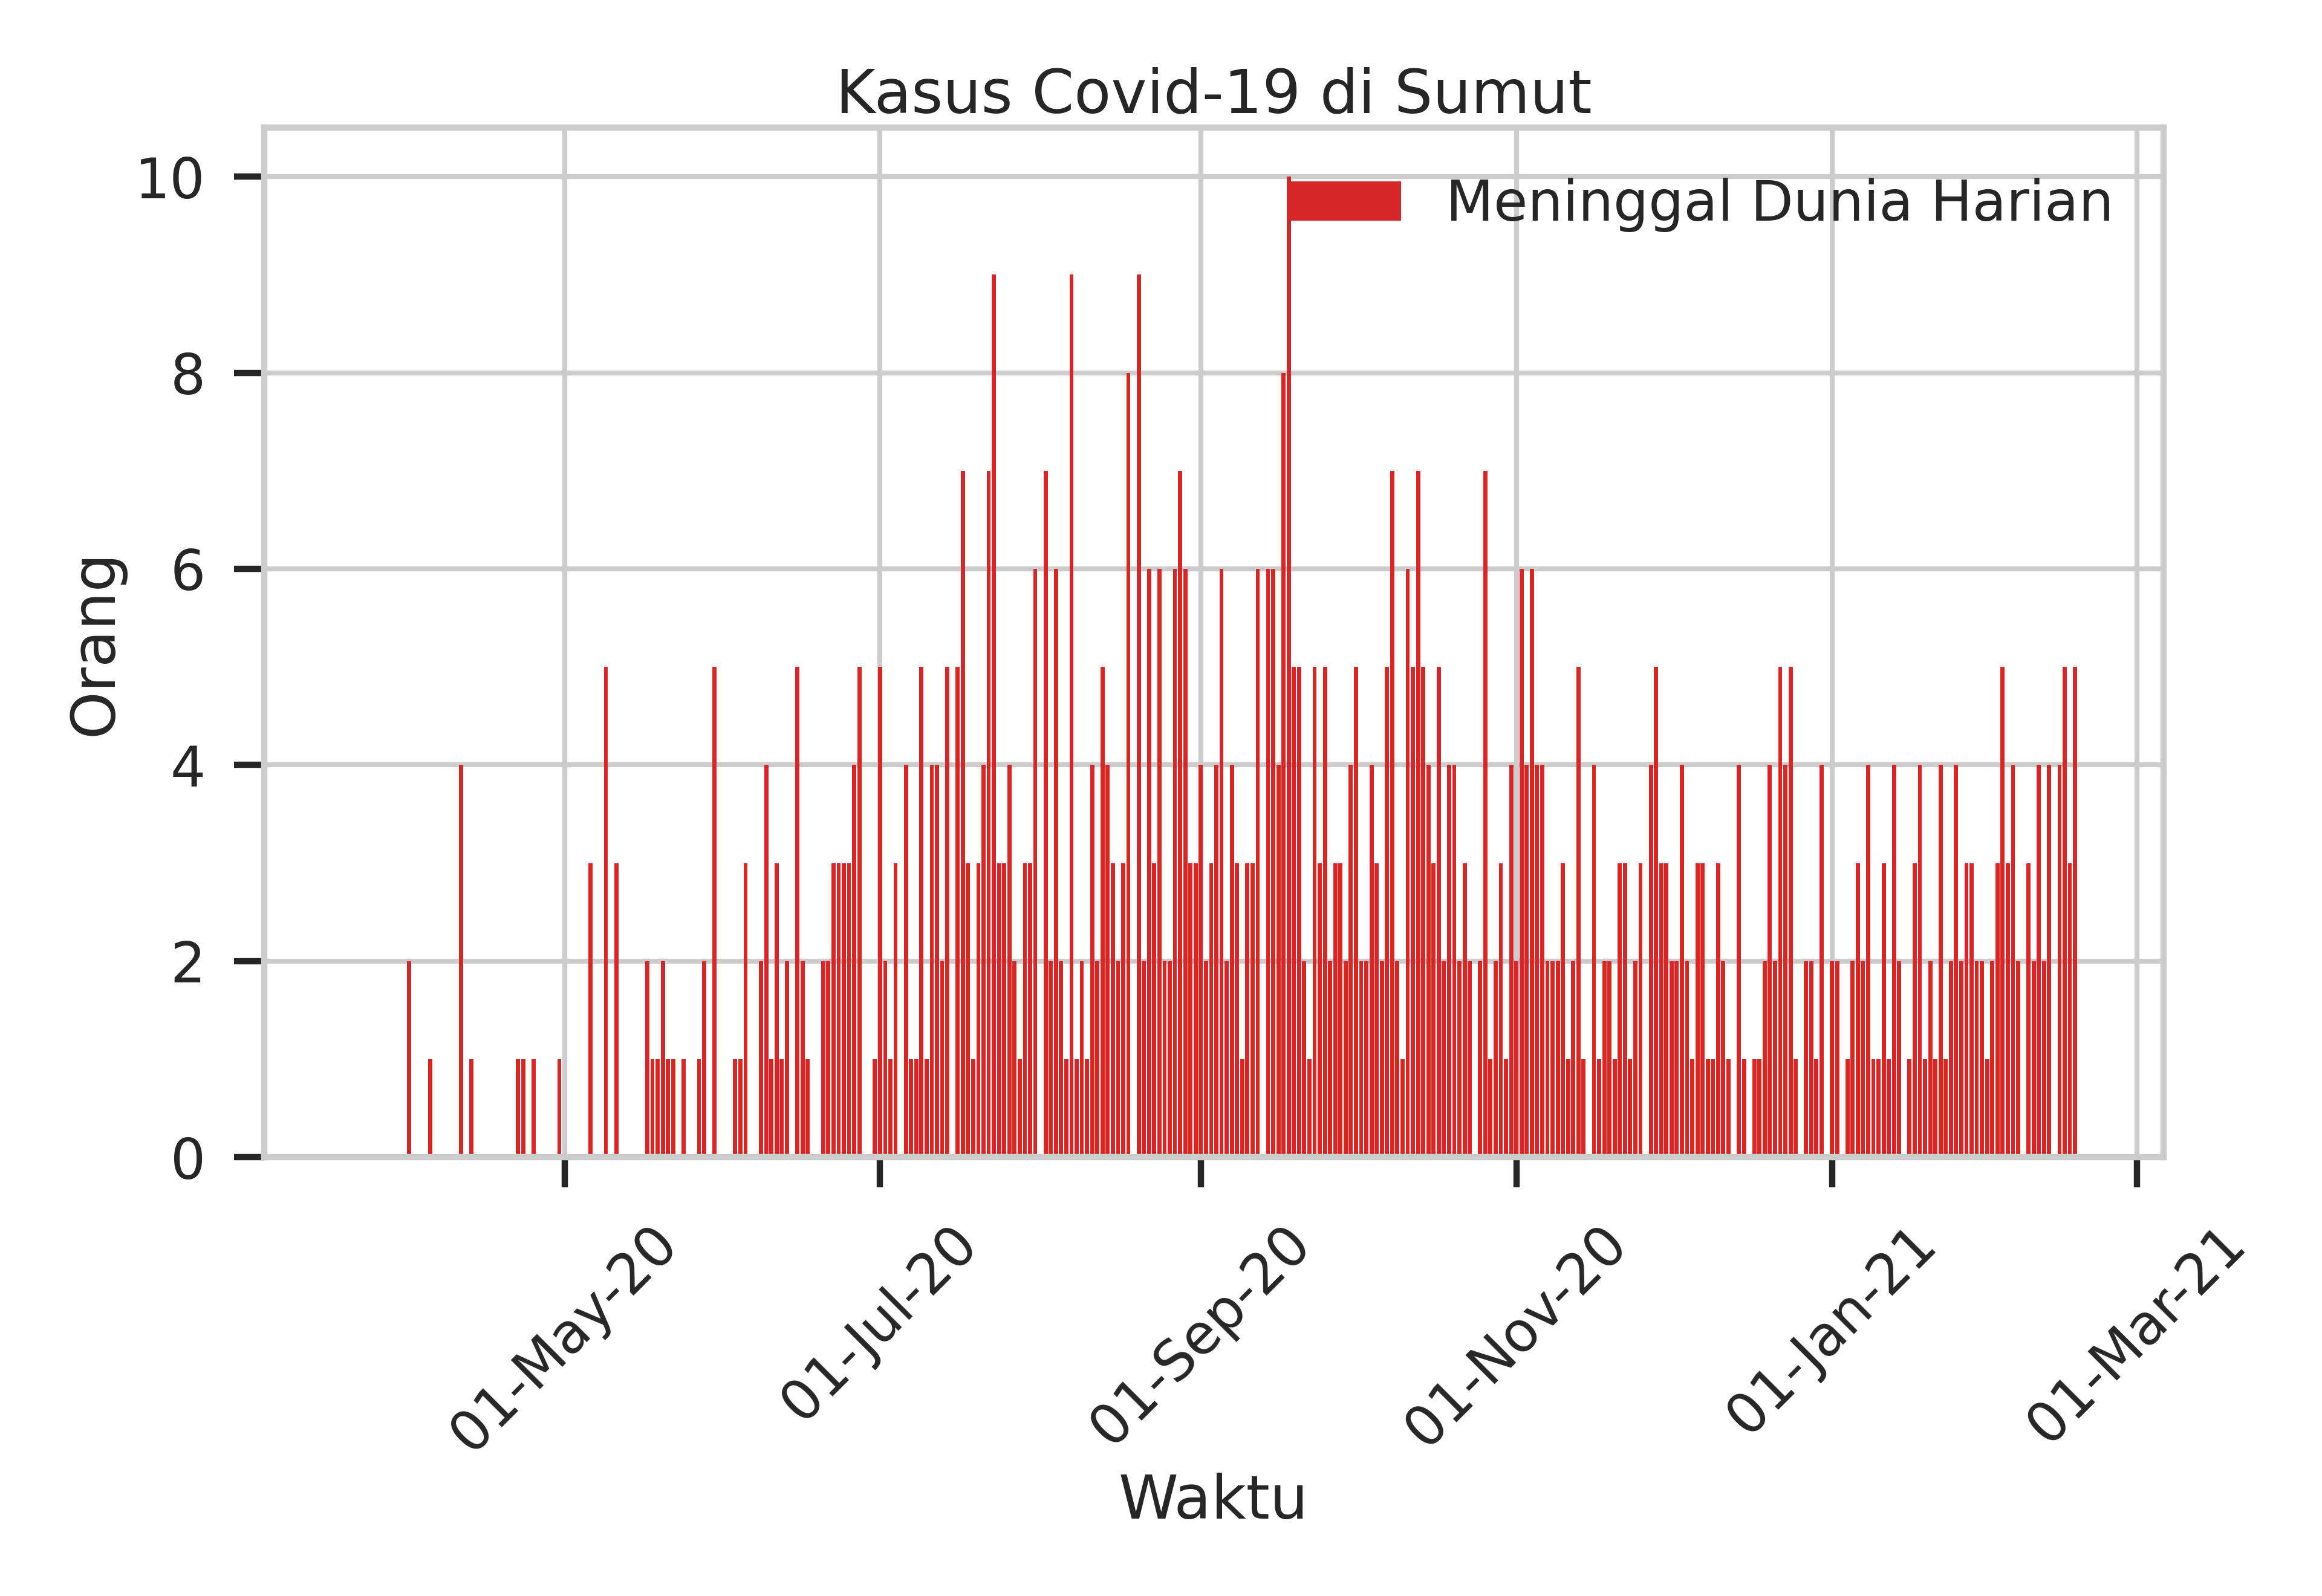 Kasus Covid-19 di Sumut
Meninggal Dunia Harian
Orang
10
8
6
4
2
0
01-May-20
01-Jul-20
01-Sep-20
01-Nov-20
01-Jan-21
01-Mar-21
Waktu